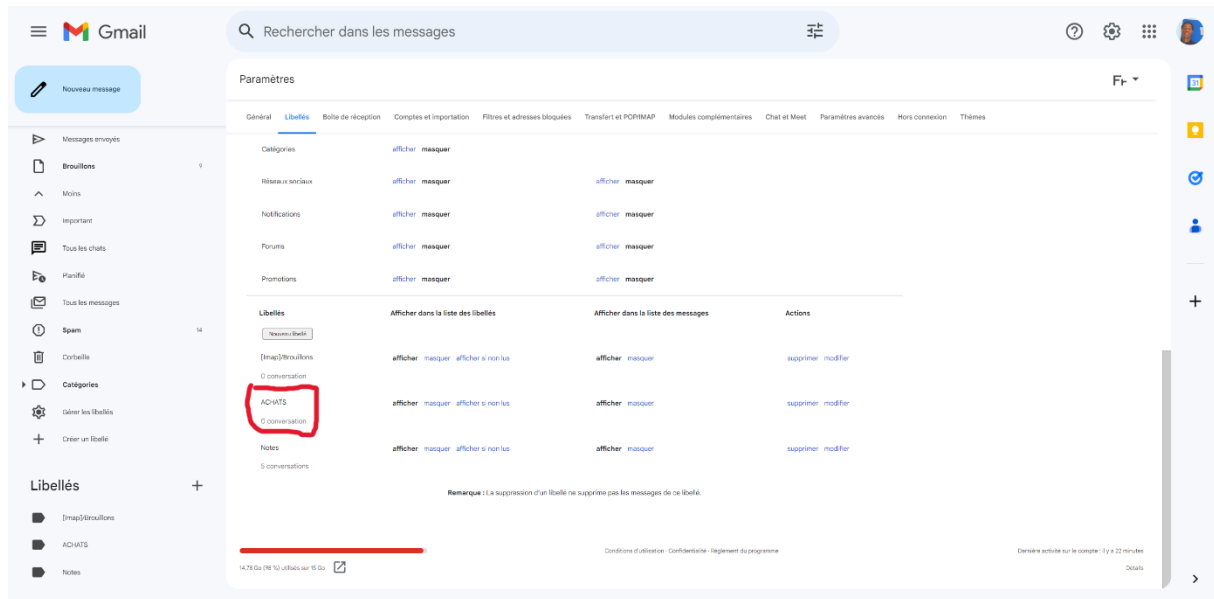 Gmail
Rechercher dans les messages
Nouveau message
Messages envoyés
Brouillons 9
Moins
Important
Tous les chats
Planifié
Tous les messages
Spam 14
Corbeille
Catégories
Gérer les libellés
Créer un libellé
Libellés
[Imap]/Brouillons
ACHATS
Notes
Paramètres
Général Libellés Boîte de réception Comptes et importation Filtres et adresses bloquées Transfert et POP/IMAP Modules complémentaires Chat et Meet Paramètres avancés Hors connexion Thèmes
Catégories afficher masquer
Réseaux sociaux afficher masquer afficher masquer
Notifications afficher masquer afficher masquer
Forums afficher masquer afficher masquer
Promotions afficher masquer afficher masquer
Libellés Afficher dans la liste des libellés Afficher dans la liste des messages Actions
Nouveau libellé
[Imap]/Brouillons afficher masquer afficher si non lus afficher masquer supprimer modifier
0 conversation
ACHATS afficher masquer afficher si non lus afficher masquer supprimer modifier
0 conversation
Notes afficher masquer afficher si non lus afficher masquer supprimer modifier
5 conversations
Remarque : La suppression d'un libellé ne supprime pas les messages de ce libellé.
14,78 Go (98 %) utilisés sur 15 Go
Conditions d'utilisation · Confidentialité · Règlement du programme
Dernière activité sur le compte : il y a 22 minutes
Détails
31